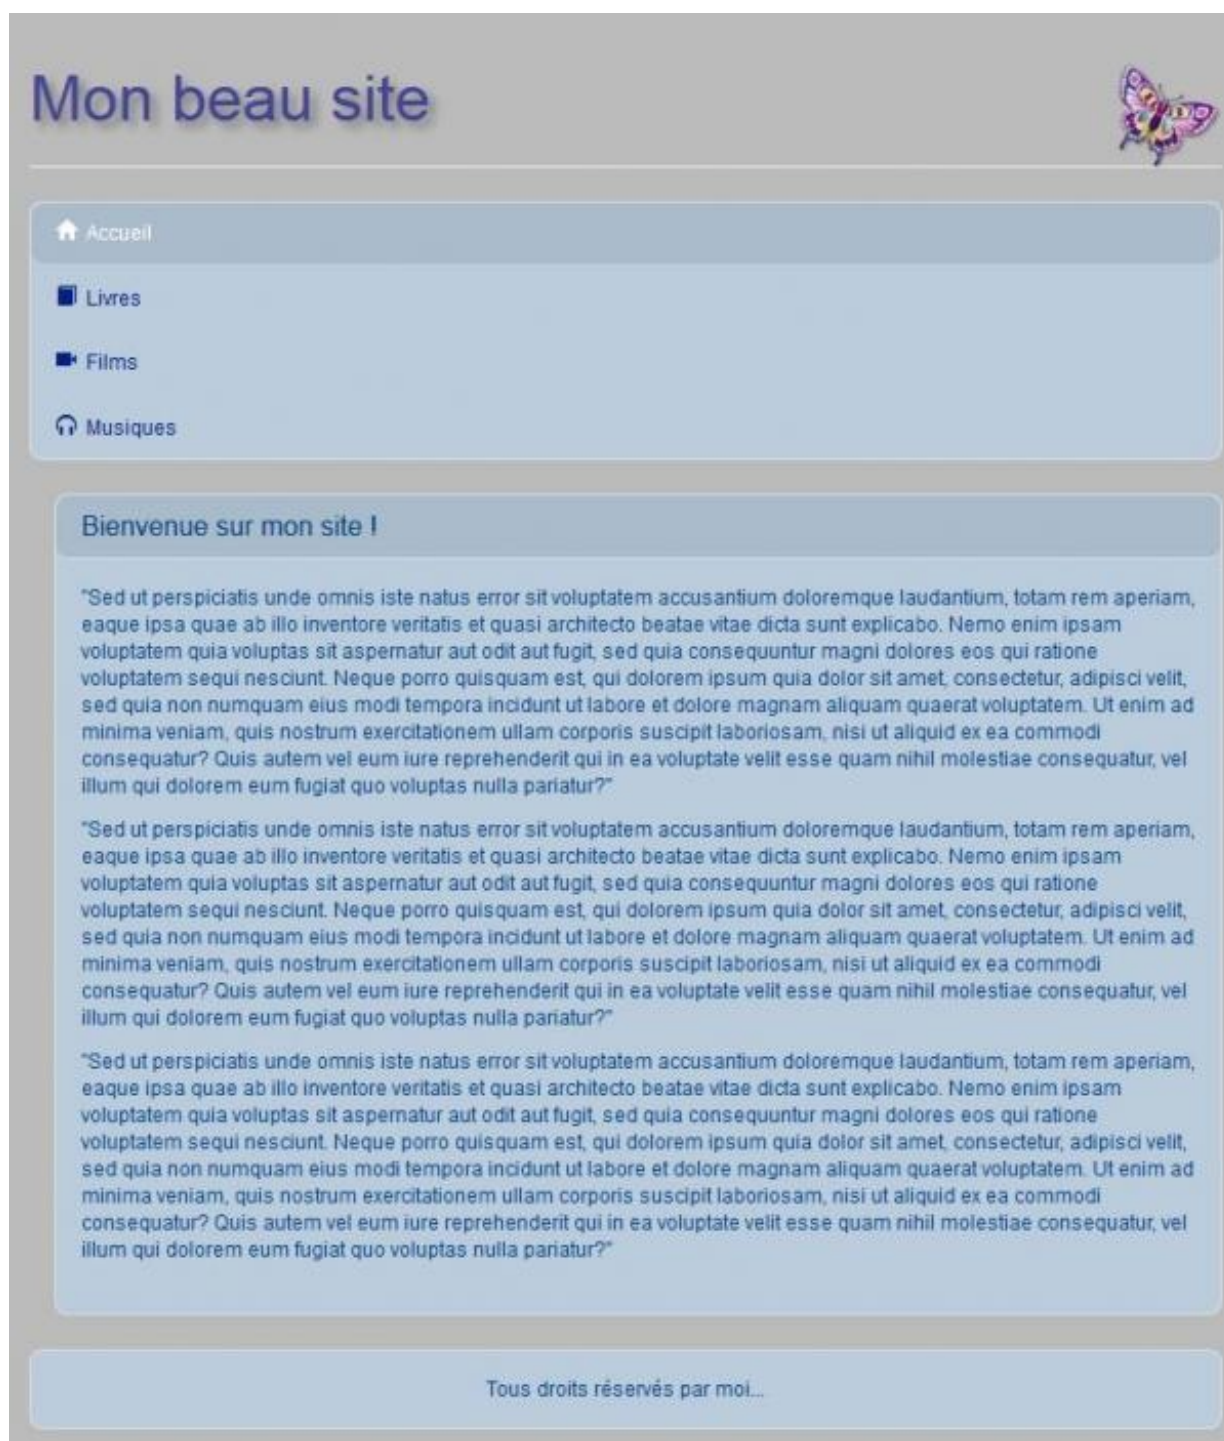 Mon beau site
Accueil
Livres
Films
Musiques
Bienvenue sur mon site !
"Sed ut perspiciatis unde omnis iste natus error sit voluptatem accusantium doloremque laudantium, totam rem aperiam,
eaque ipsa quae ab illo inventore veritatis et quasi architecto beatae vitae dicta sunt explicabo. Nemo enim ipsam
voluptatem quia voluptas sit aspernatur aut odit aut fugit, sed quia consequuntur magni dolores eos qui ratione
voluptatem sequi nesciunt. Neque porro quisquam est, qui dolorem ipsum quia dolor sit amet, consectetur, adipisci velit,
sed quia non numquam eius modi tempora incidunt ut labore et dolore magnam aliquam quaerat voluptatem. Ut enim ad
minima veniam, quis nostrum exercitationem ullam corporis suscipit laboriosam, nisi ut aliquid ex ea commodi
consequatur? Quis autem vel eum iure reprehenderit qui in ea voluptate velit esse quam nihil molestiae consequatur, vel
illum qui dolorem eum fugiat quo voluptas nulla pariatur?"
"Sed ut perspiciatis unde omnis iste natus error sit voluptatem accusantium doloremque laudantium, totam rem aperiam,
eaque ipsa quae ab illo inventore veritatis et quasi architecto beatae vitae dicta sunt explicabo. Nemo enim ipsam
voluptatem quia voluptas sit aspernatur aut odit aut fugit, sed quia consequuntur magni dolores eos qui ratione
voluptatem sequi nesciunt. Neque porro quisquam est, qui dolorem ipsum quia dolor sit amet, consectetur, adipisci velit,
sed quia non numquam eius modi tempora incidunt ut labore et dolore magnam aliquam quaerat voluptatem. Ut enim ad
minima veniam, quis nostrum exercitationem ullam corporis suscipit laboriosam, nisi ut aliquid ex ea commodi
consequatur? Quis autem vel eum iure reprehenderit qui in ea voluptate velit esse quam nihil molestiae consequatur, vel
illum qui dolorem eum fugiat quo voluptas nulla pariatur?"
"Sed ut perspiciatis unde omnis iste natus error sit voluptatem accusantium doloremque laudantium, totam rem aperiam,
eaque ipsa quae ab illo inventore veritatis et quasi architecto beatae vitae dicta sunt explicabo. Nemo enim ipsam
voluptatem quia voluptas sit aspernatur aut odit aut fugit, sed quia consequuntur magni dolores eos qui ratione
voluptatem sequi nesciunt. Neque porro quisquam est, qui dolorem ipsum quia dolor sit amet, consectetur, adipisci velit,
sed quia non numquam eius modi tempora incidunt ut labore et dolore magnam aliquam quaerat voluptatem. Ut enim ad
minima veniam, quis nostrum exercitationem ullam corporis suscipit laboriosam, nisi ut aliquid ex ea commodi
consequatur? Quis autem vel eum iure reprehenderit qui in ea voluptate velit esse quam nihil molestiae consequatur, vel
illum qui dolorem eum fugiat quo voluptas nulla pariatur?"
Tous droits réservés par moi...